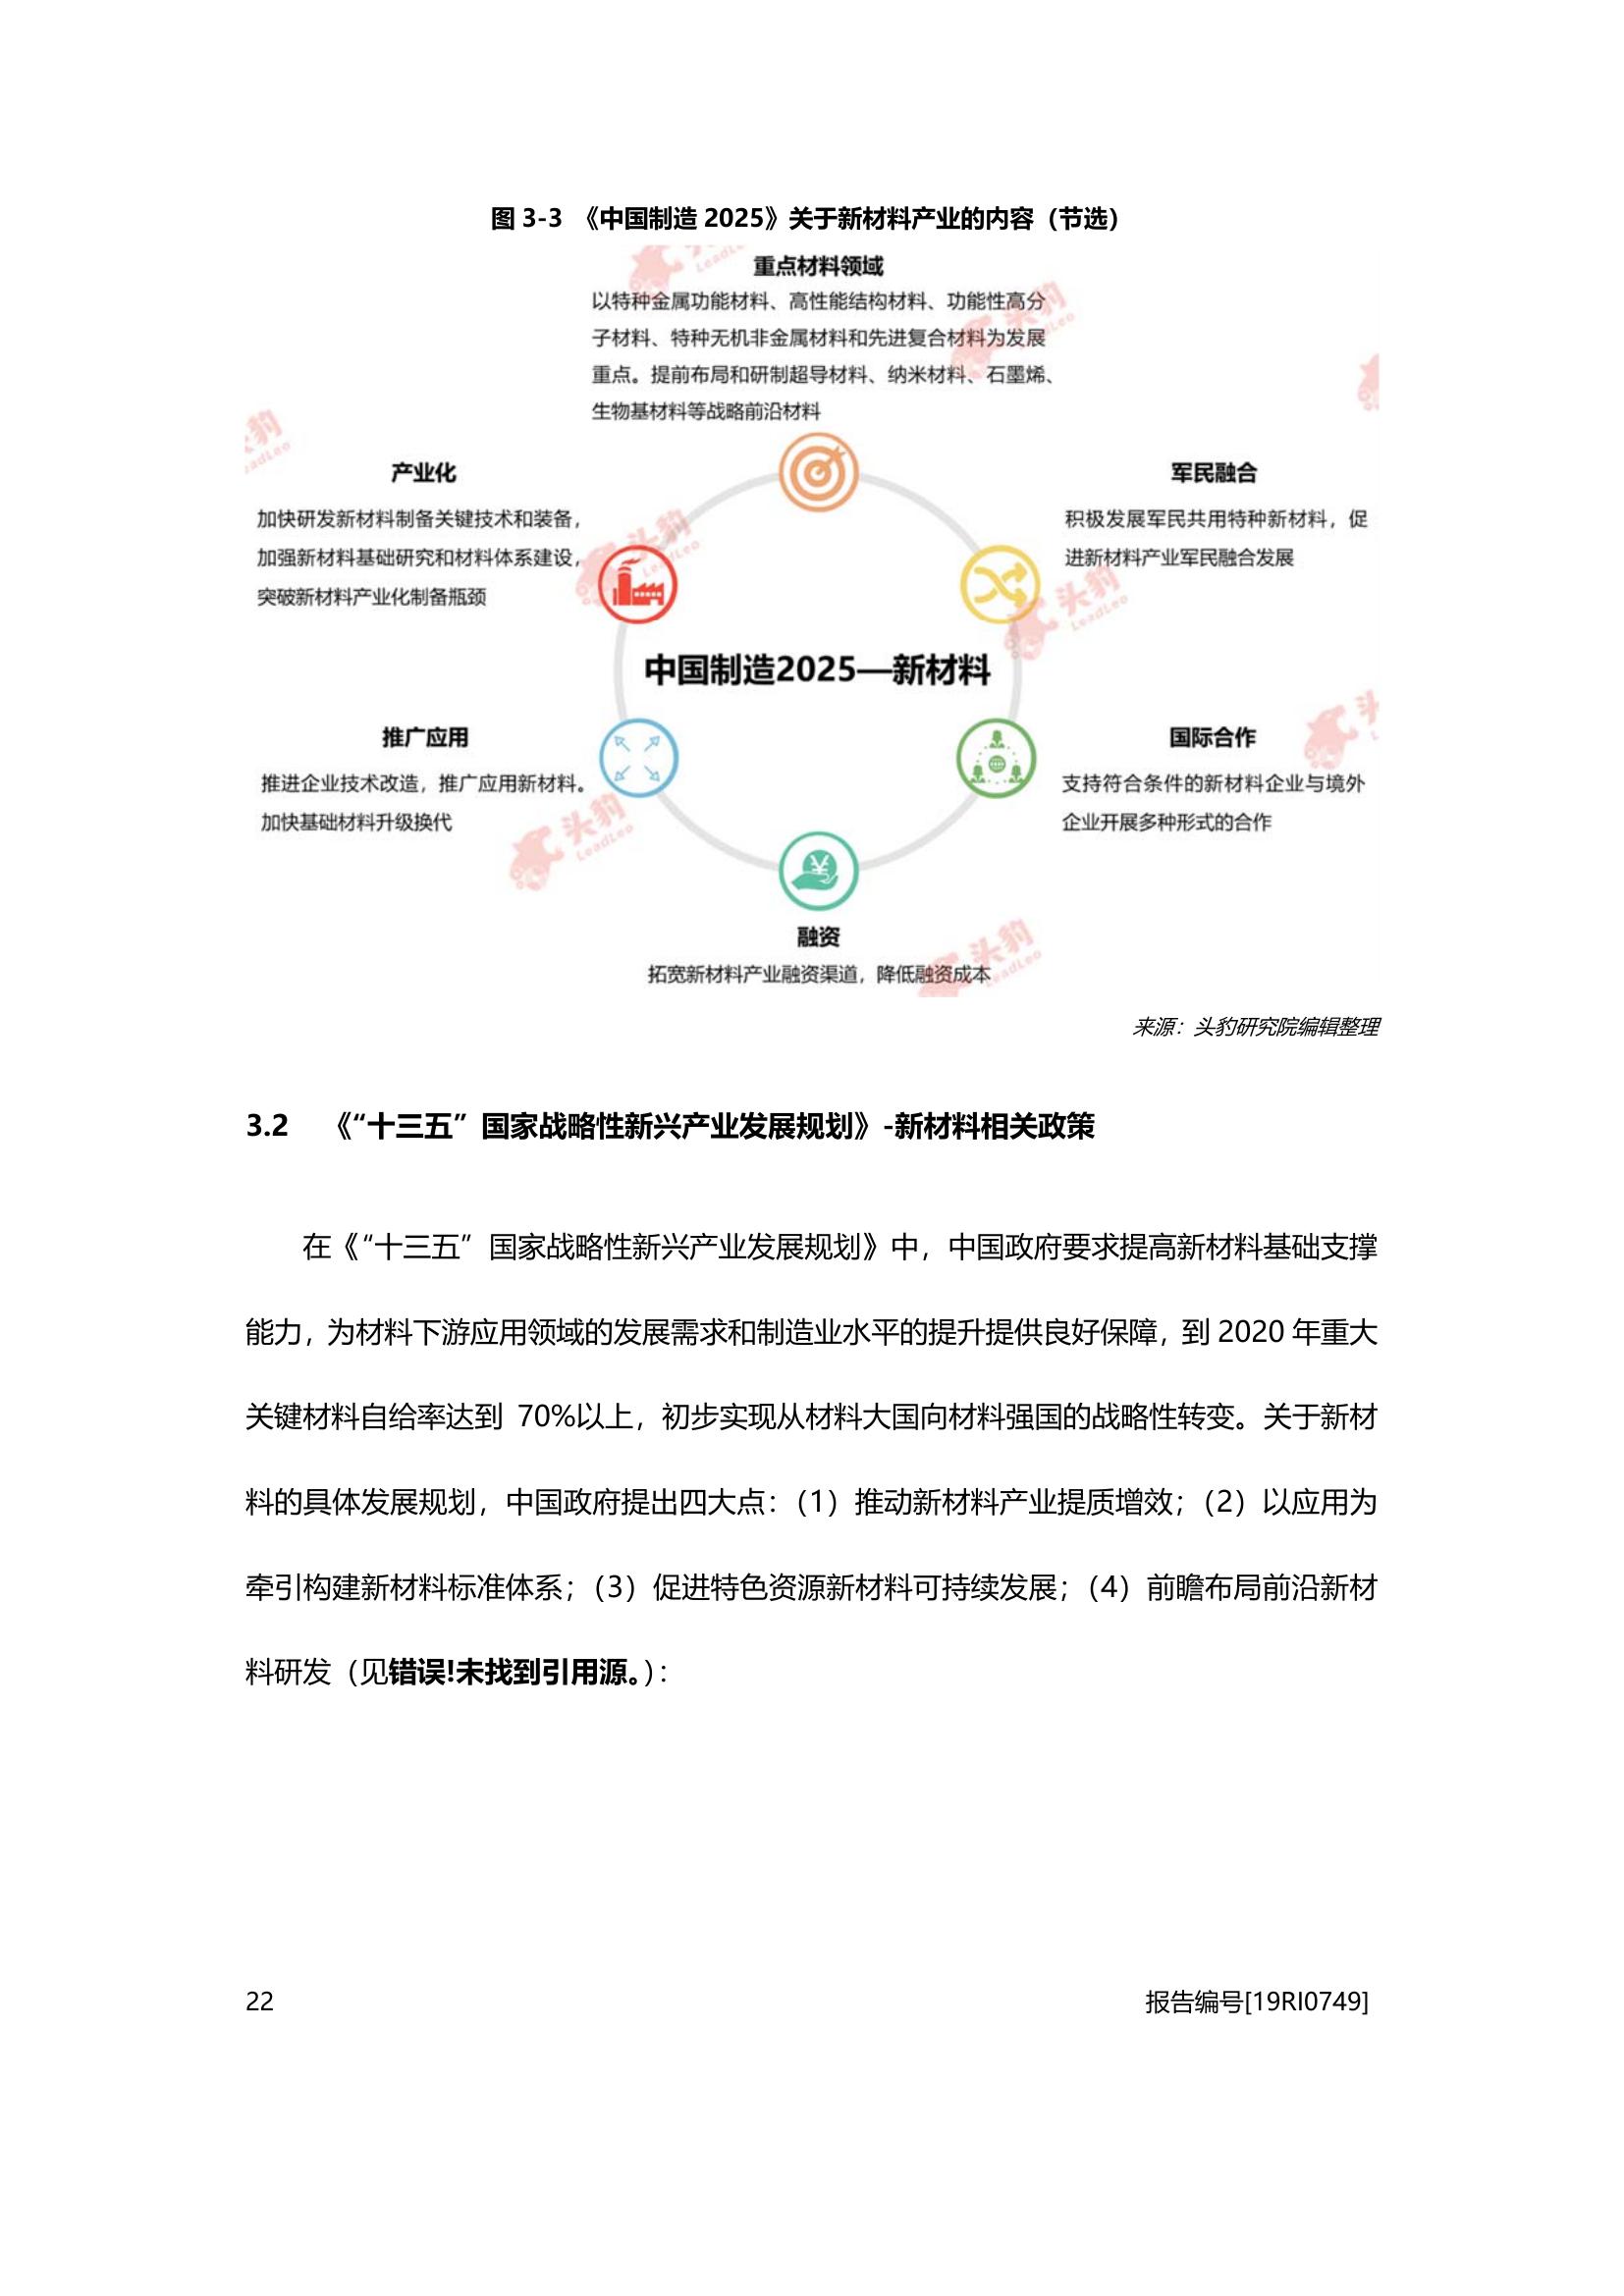 图 3-3 《中国制造 2025》关于新材料产业的内容（节选）
重点材料领域
以特种金属功能材料、高性能结构材料、功能性高分
子材料、特种无机非金属材料和先进复合材料为发展
重点。提前布局和研制超导材料、纳米材料、石墨烯、
生物基材料等战略前沿材料
产业化
加快研发新材料制备关键技术和装备，
加强新材料基础研究和材料体系建设，
突破新材料产业化制备瓶颈
军民融合
积极发展军民共用特种新材料，促
进新材料产业军民融合发展
中国制造2025—新材料
推广应用
推进企业技术改造，推广应用新材料。
加快基础材料升级换代
国际合作
支持符合条件的新材料企业与境外
企业开展多种形式的合作
融资
拓宽新材料产业融资渠道，降低融资成本
头豹
LeadLeo
来源：头豹研究院编辑整理
3.2 《“十三五”国家战略性新兴产业发展规划》-新材料相关政策
在《“十三五”国家战略性新兴产业发展规划》中，中国政府要求提高新材料基础支撑
能力，为材料下游应用领域的发展需求和制造业水平的提升提供良好保障，到 2020 年重大
关键材料自给率达到 70%以上，初步实现从材料大国向材料强国的战略性转变。关于新材
料的具体发展规划，中国政府提出四大点：（1）推动新材料产业提质增效；（2）以应用为
牵引构建新材料标准体系；（3）促进特色资源新材料可持续发展；（4）前瞻布局前沿新材
料研发（见错误!未找到引用源。）：
22
报告编号[19RI0749]